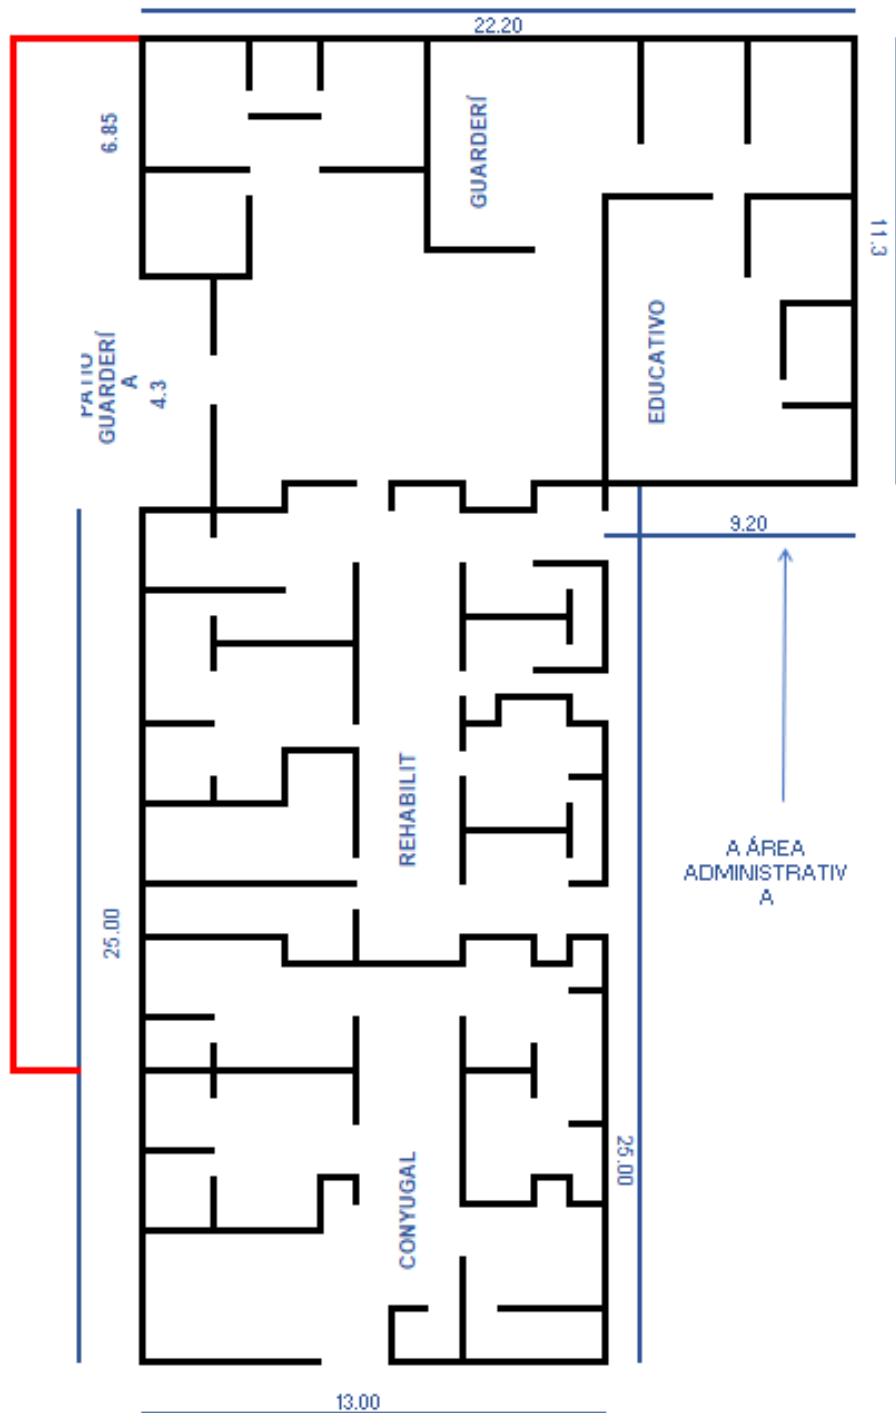 22.20
6.85
GUARDERÍ
11.3
EDUCATIVO
GUARDERÍ
A
4.3
9.20
REHABILIT
A ÁREA
ADMINISTRATIV
A
25.00
25.00
CONYUGAL
13.00